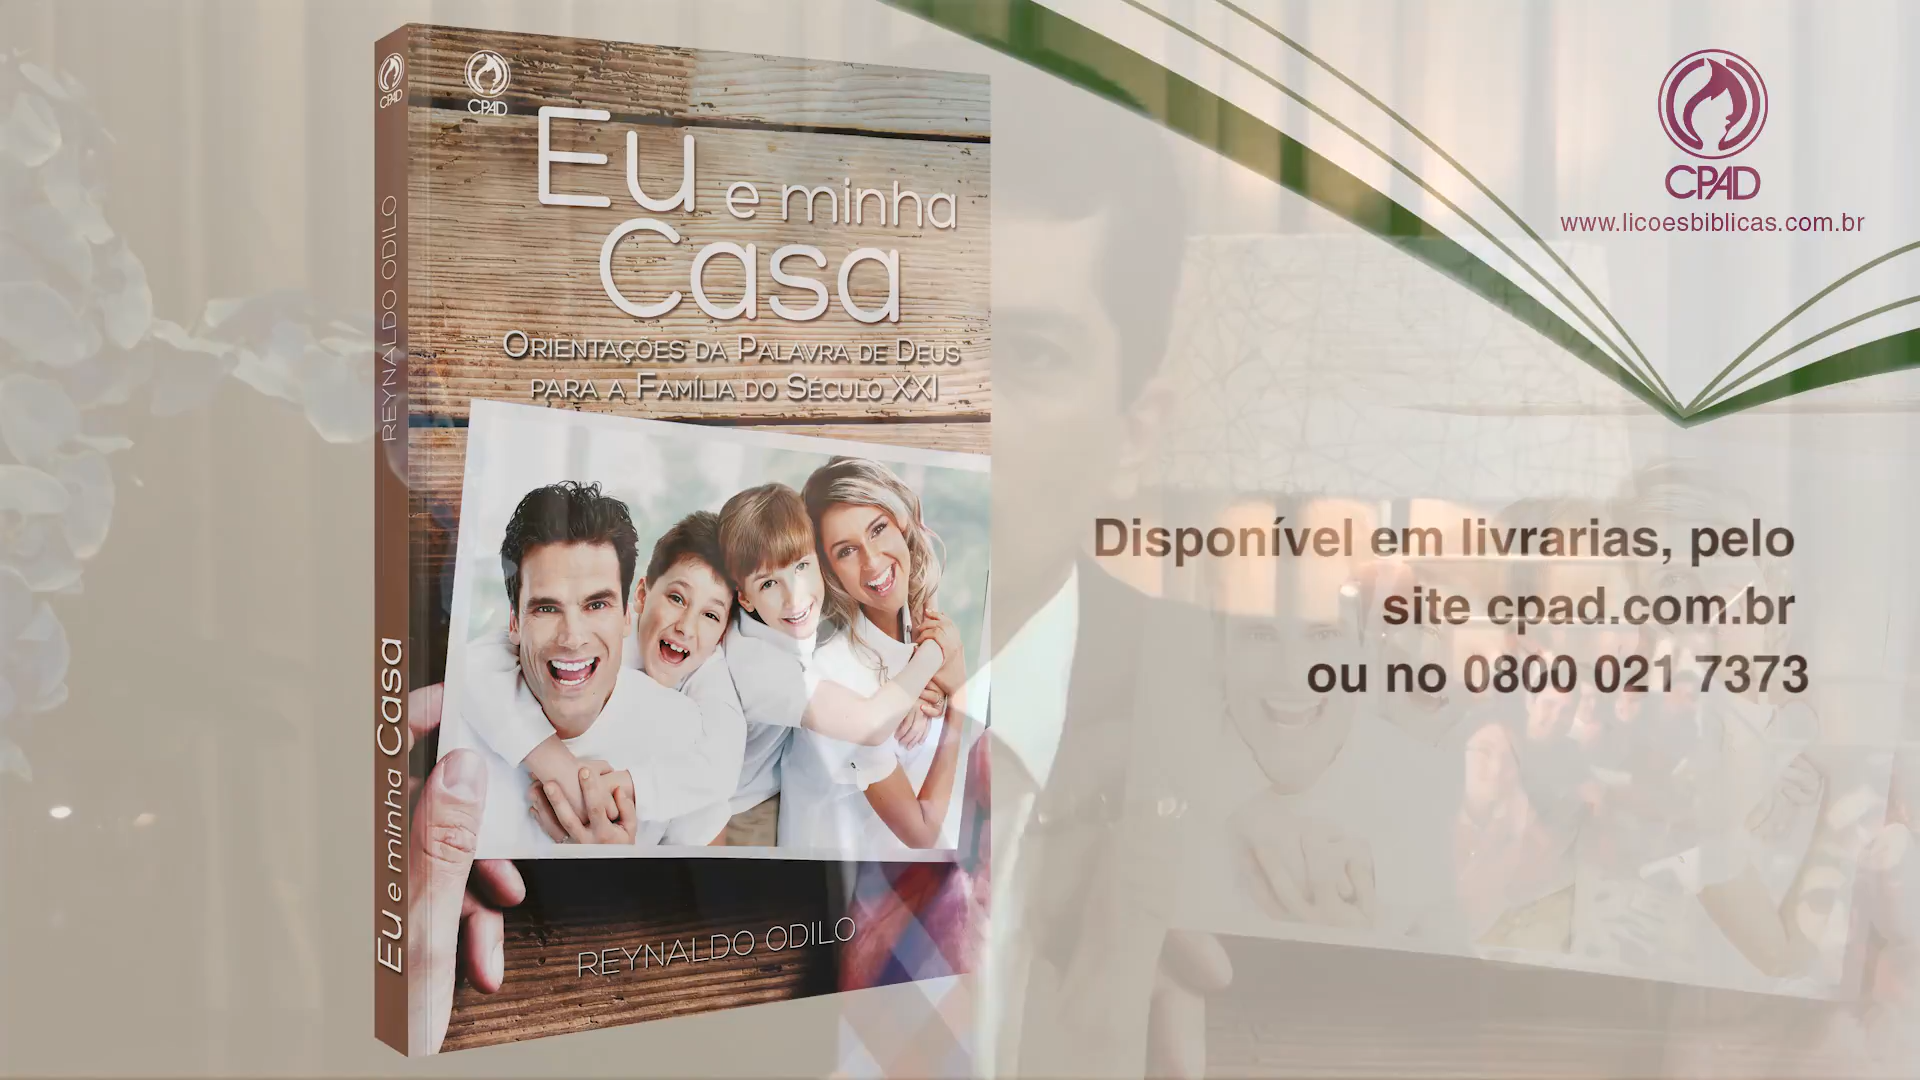 CPAD
REYNALDO ODILO
Eu e minha Casa
CPAD
Eu e minha
Casa
Orientações da Palavra de Deus
para a Família do Século XXI
REYNALDO ODILO
CPAD
www.licoesbiblicas.com.br
Disponível em livrarias, pelo
site cpad.com.br
ou no 0800 021 7373